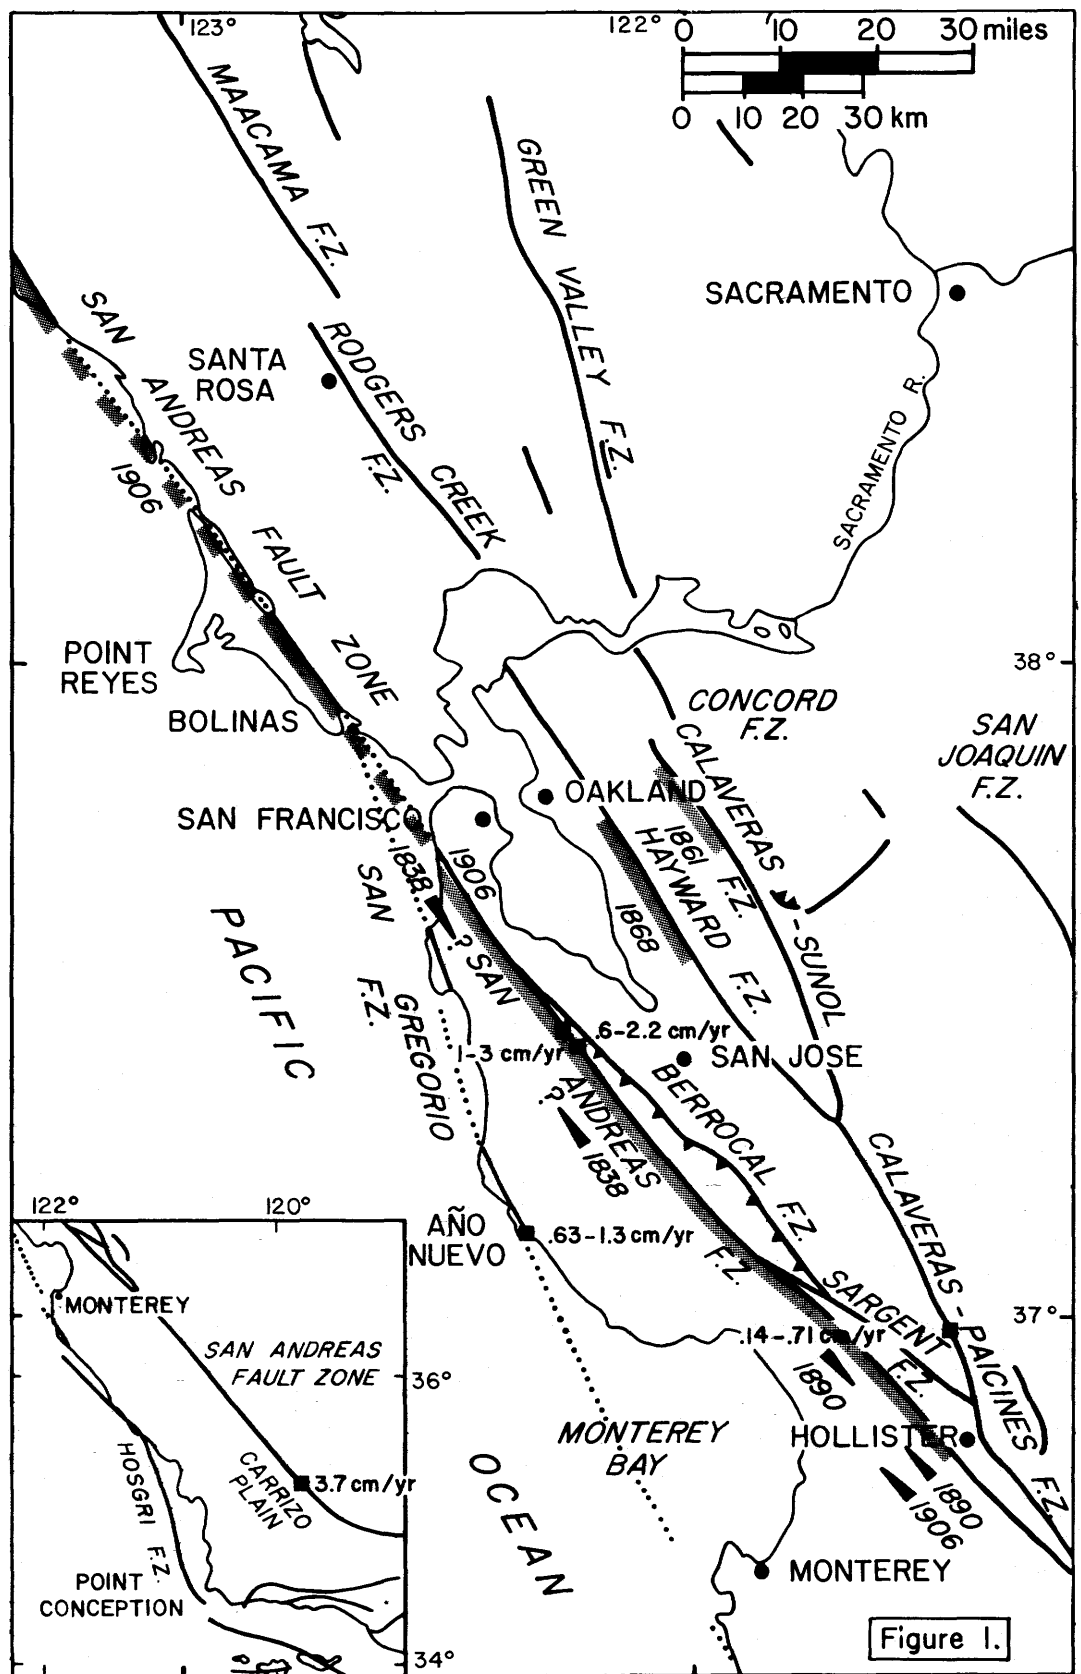 123°
122°
0 10 20 30 miles
0 10 20 30 km
MAACAMA F.Z.
GREEN VALLEY F.Z.
SACRAMENTO
SACRAMENTO R.
SAN ANDREAS FAULT ZONE
SANTA
ROSA
RODGERS CREEK
F.Z.
1906
POINT
REYES
38°
BOLINAS
CONCORD
F.Z.
SAN
JOAQUIN
F.Z.
OAKLAND
SAN FRANCISCO
CALAVERAS - SUNOL
F.Z.
1861
HAYWARD F.Z.
1868
1838
?
1906
SAN GREGORIO
F.Z.
PACIFIC
OCEAN
SAN ANDREAS
F.Z.
.6-2.2 cm/yr
1-3 cm/yr
SAN JOSE
BERROCAL F.Z.
?
1838
CALAVERAS - PAICINES F.Z.
AÑO
NUEVO
.63-1.3 cm/yr
SARGENT
F.Z.
37°
.14-.71 cm/yr
1890
HOLLISTER
1890
1906
MONTEREY
BAY
MONTEREY
122°
120°
MONTEREY
SAN ANDREAS
FAULT ZONE
36°
HOSGRI F.Z.
CARRIZO
PLAIN
3.7 cm/yr
POINT
CONCEPTION
34°
Figure 1.